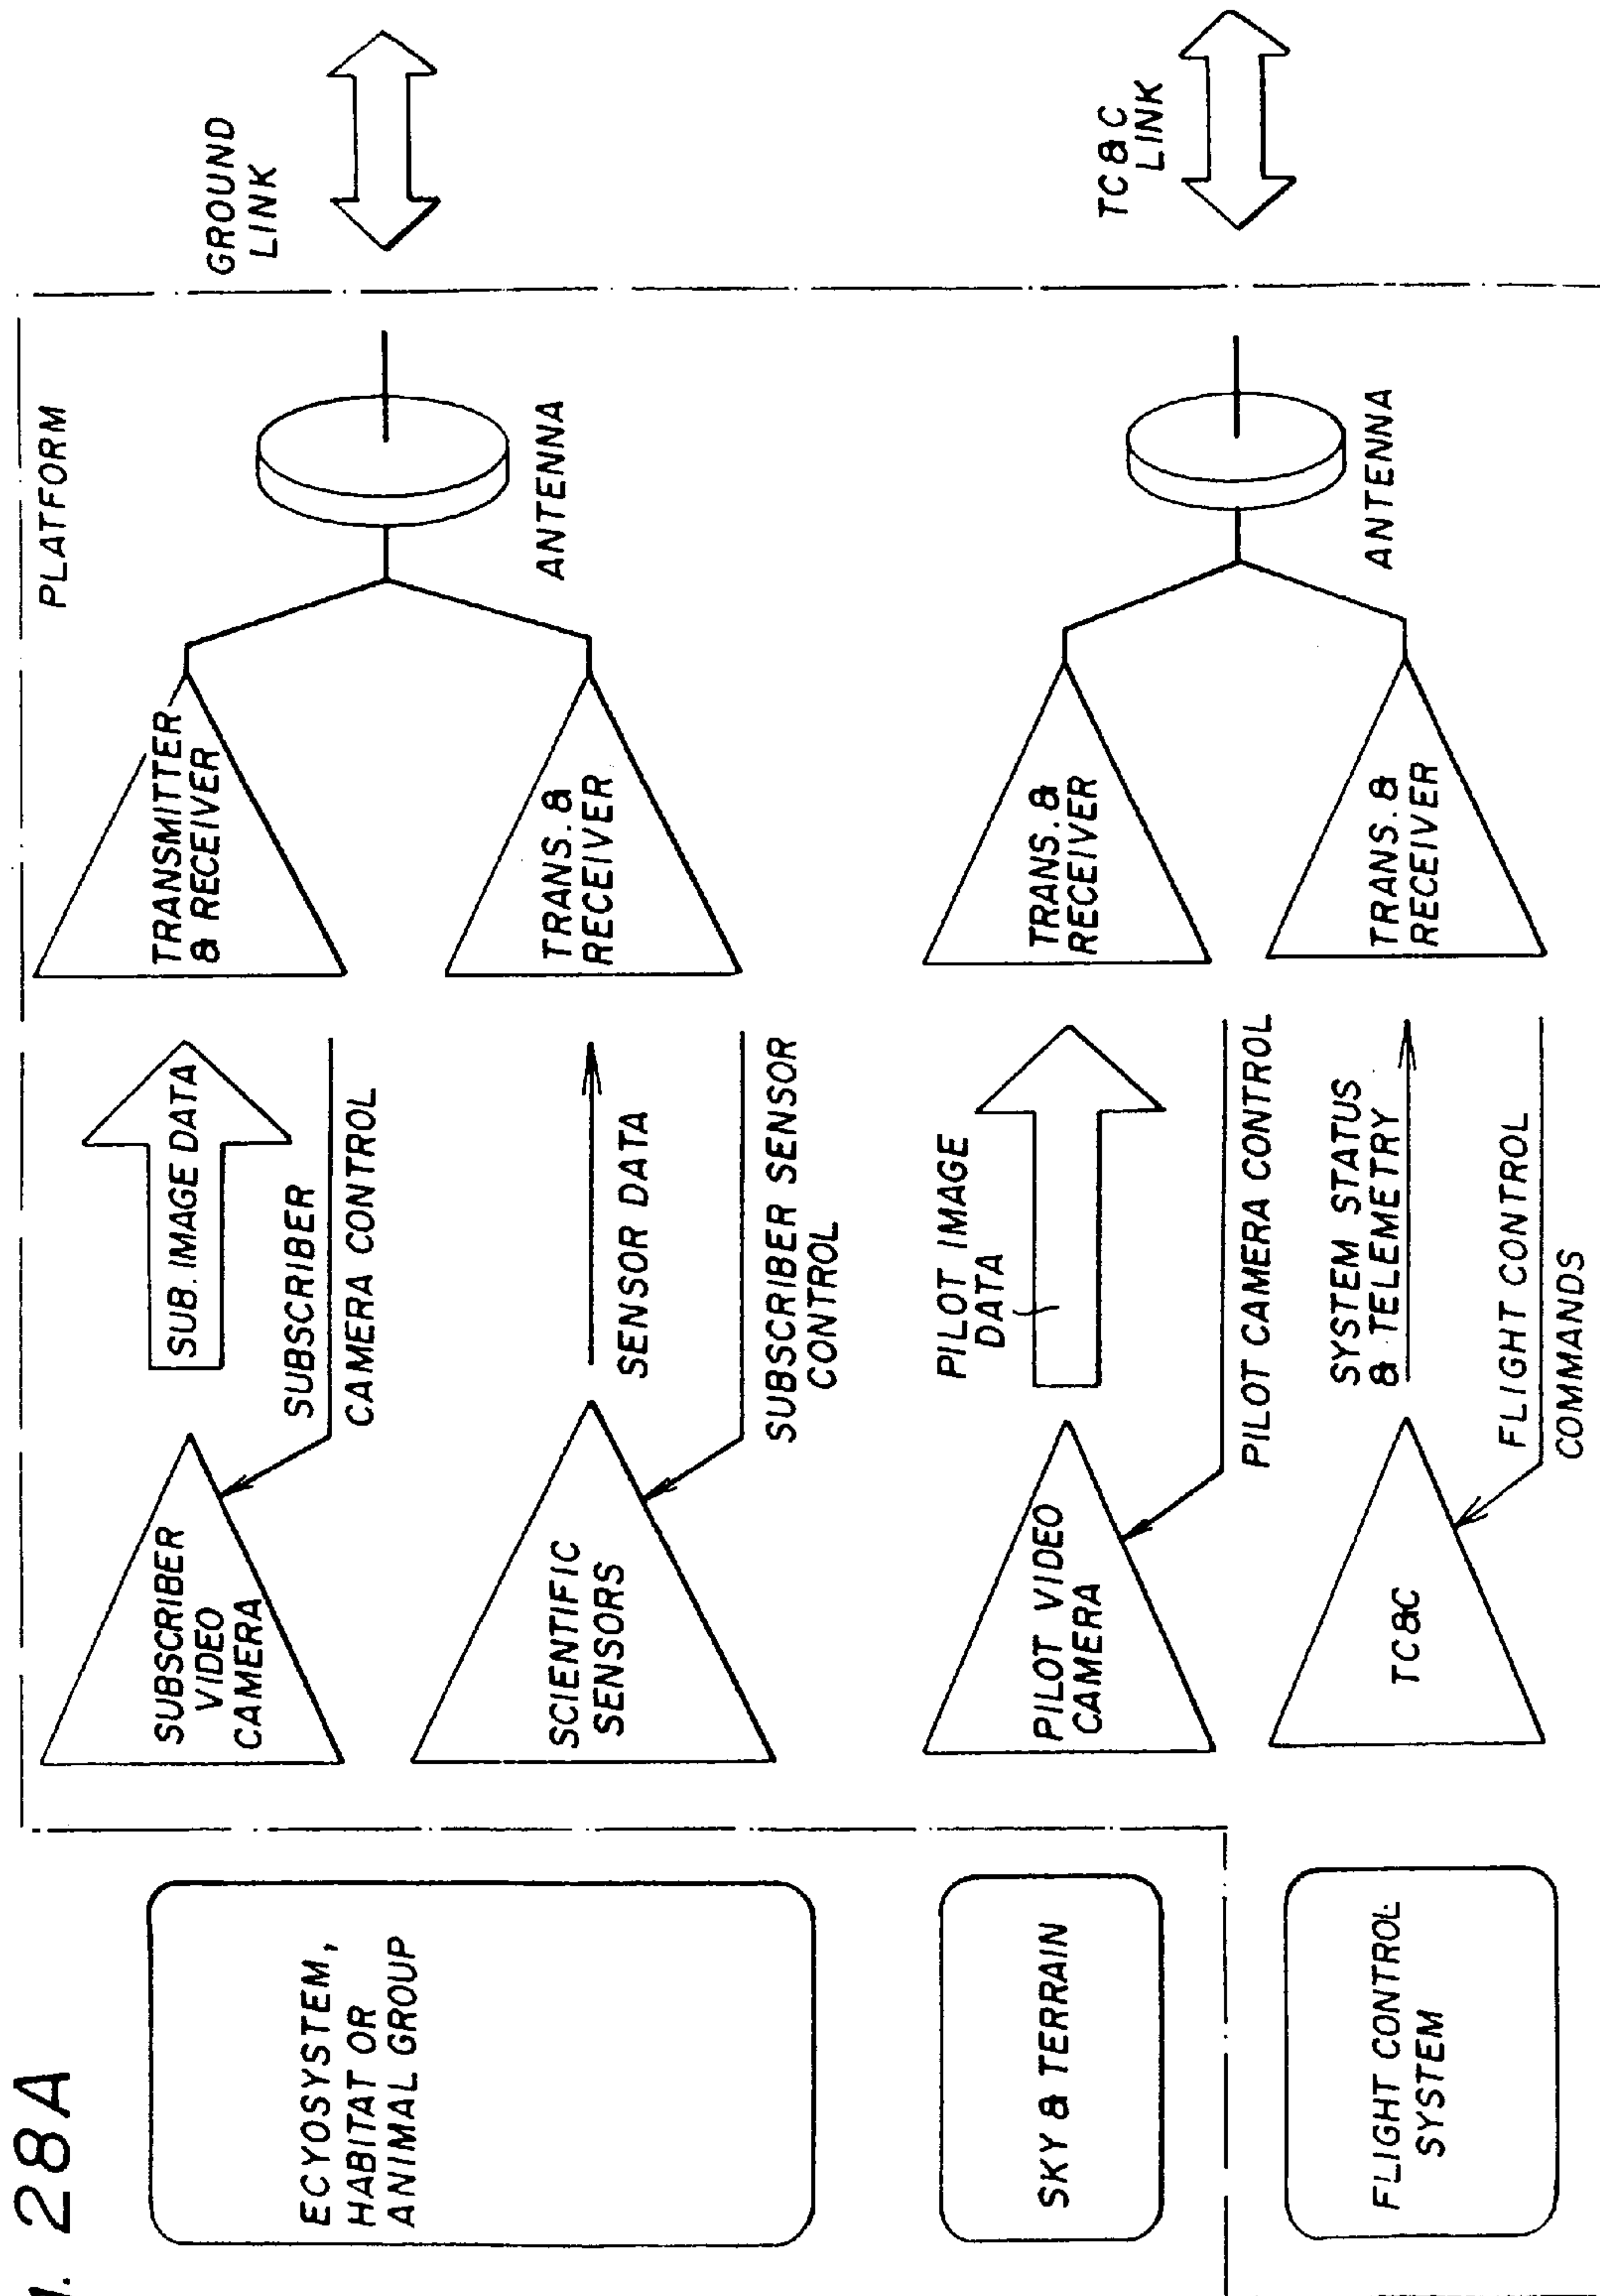 28A
PLATFORM
GROUND
LINK
ECYOSYSTEM,
HABITAT OR
ANIMAL GROUP
SUBSCRIBER
VIDEO
CAMERA
SUB. IMAGE DATA
SUBSCRIBER
CAMERA CONTROL
TRANSMITTER
& RECEIVER
SCIENTIFIC
SENSORS
SENSOR DATA
SUBSCRIBER SENSOR
CONTROL
TRANS. &
RECEIVER
ANTENNA
SKY & TERRAIN
PILOT VIDEO
CAMERA
PILOT IMAGE
DATA
PILOT CAMERA CONTROL
TRANS. &
RECEIVER
TC&C
LINK
FLIGHT CONTROL
SYSTEM
TC&C
SYSTEM STATUS
& TELEMETRY
FLIGHT CONTROL
COMMANDS
TRANS. &
RECEIVER
ANTENNA